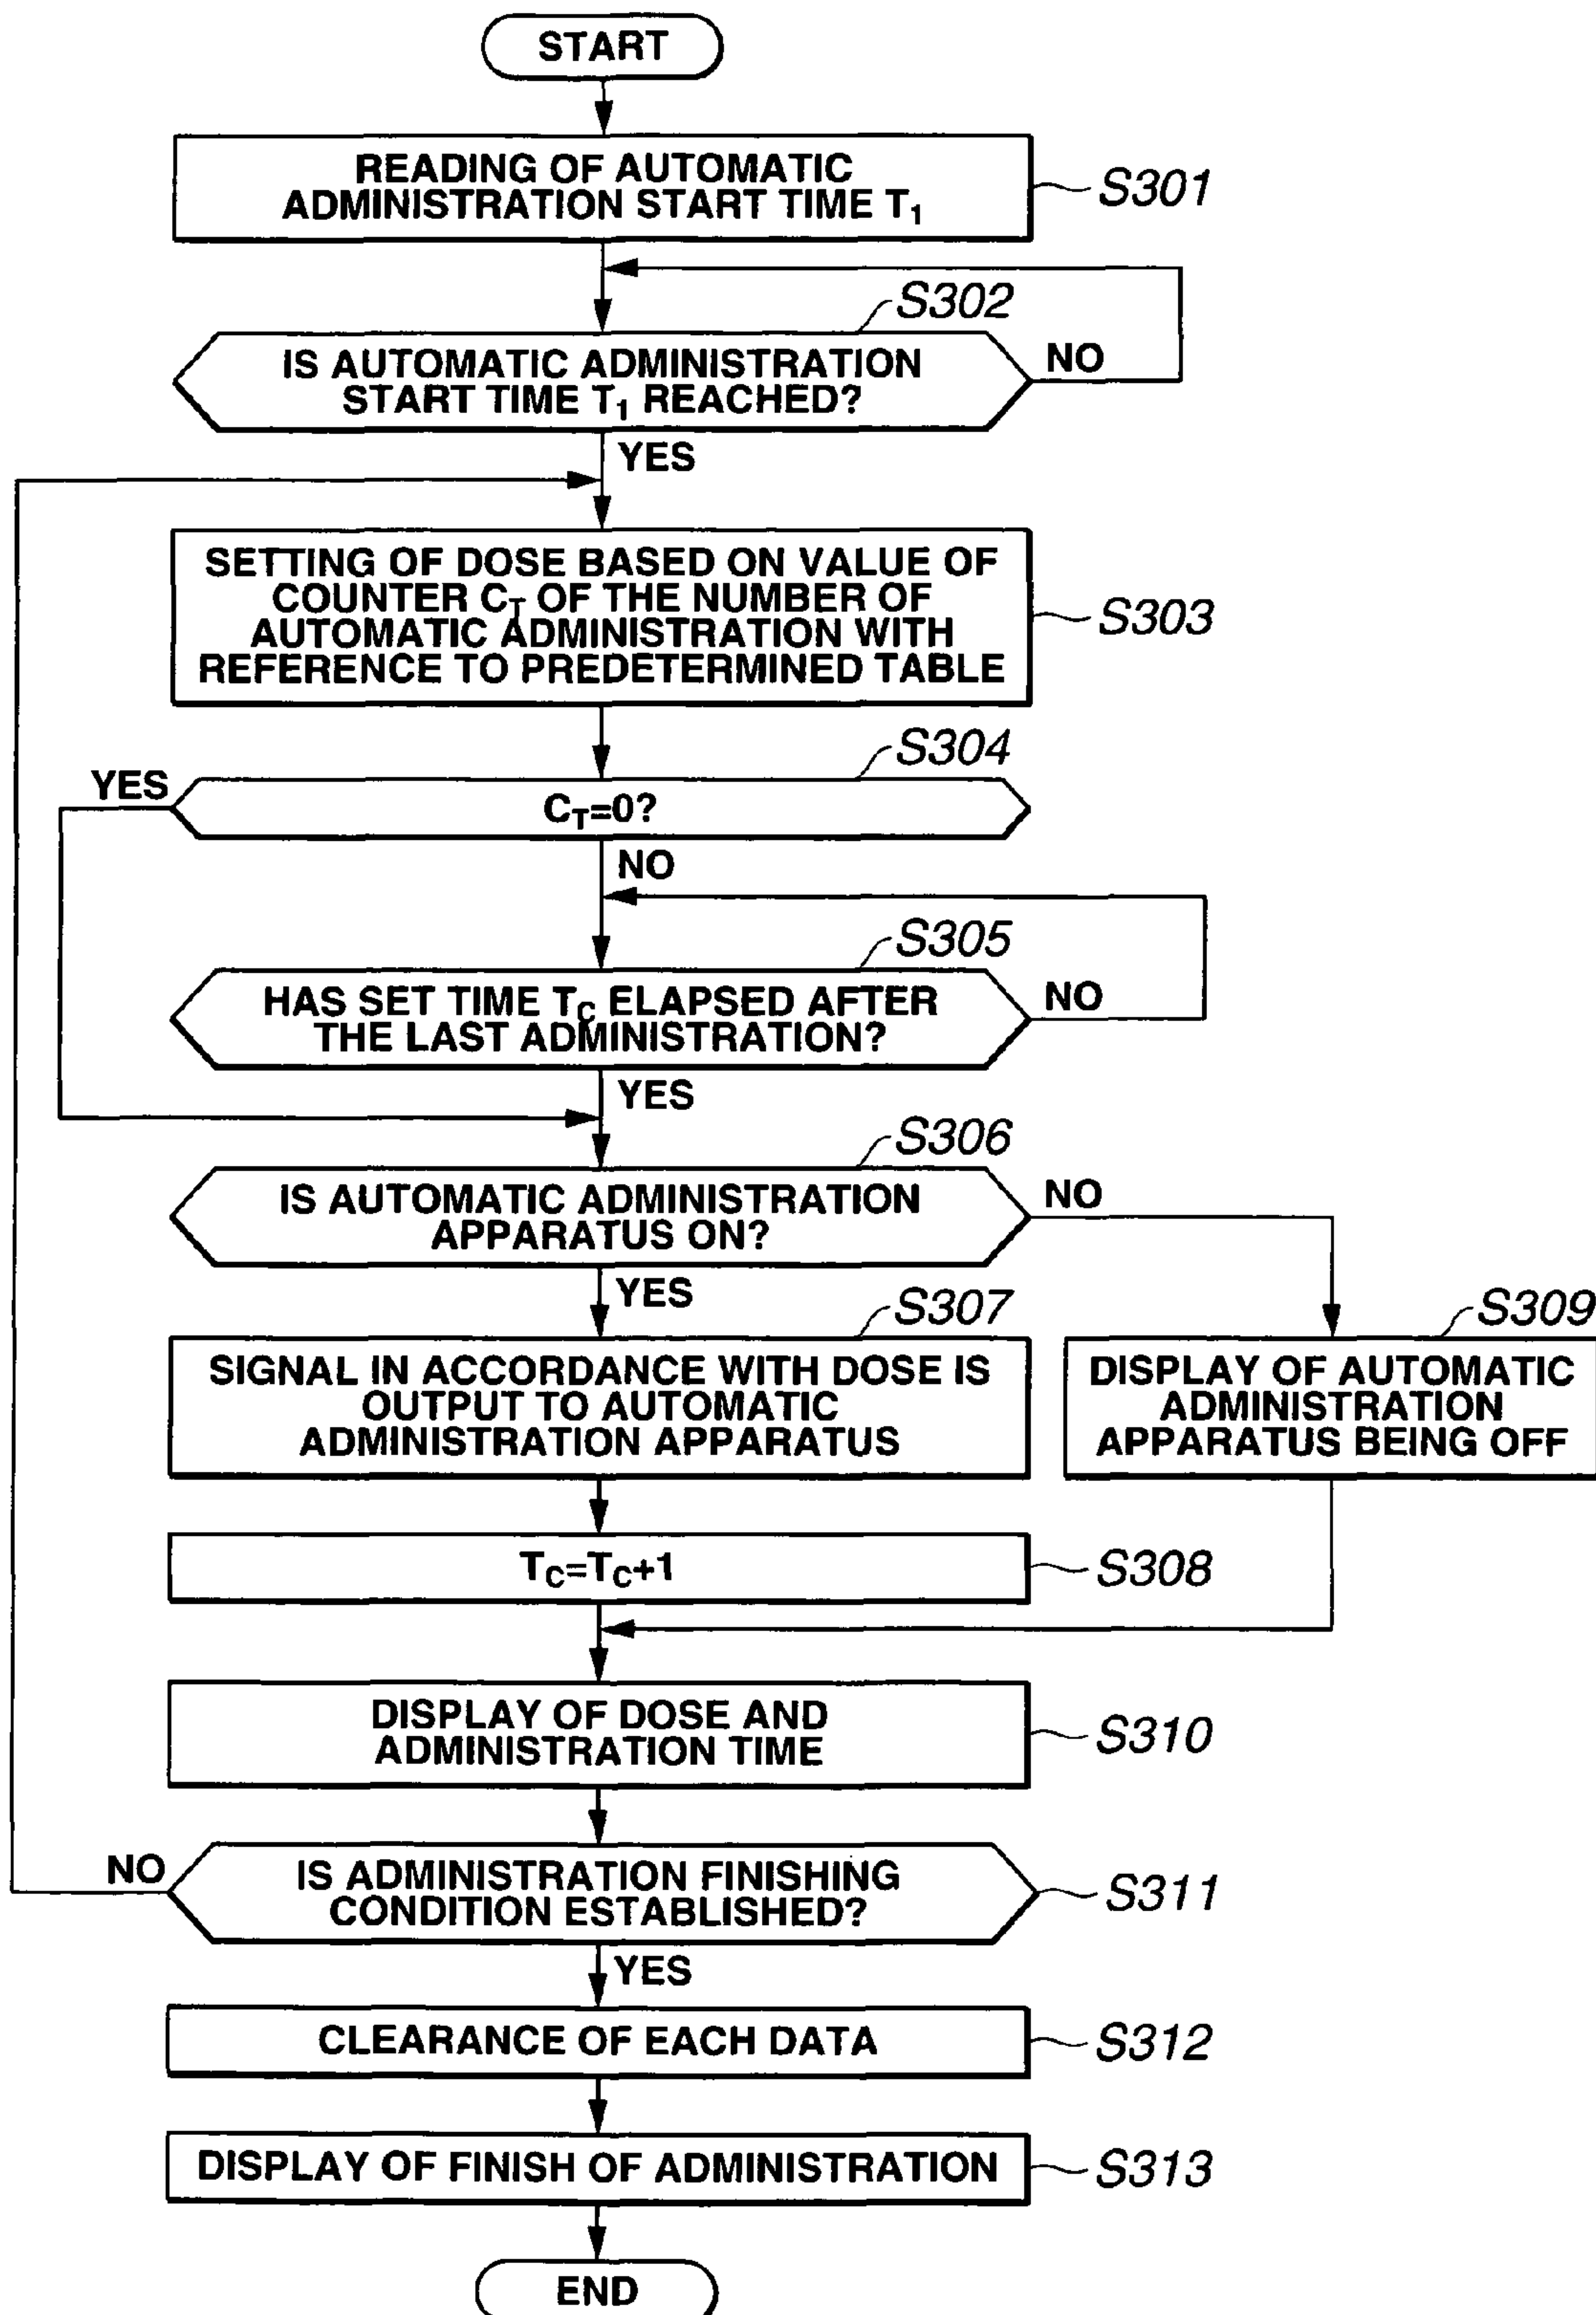 START
READING OF AUTOMATIC
ADMINISTRATION START TIME T₁
S301
S302
IS AUTOMATIC ADMINISTRATION
START TIME T₁ REACHED?
NO
YES
SETTING OF DOSE BASED ON VALUE OF
COUNTER C_T OF THE NUMBER OF
AUTOMATIC ADMINISTRATION WITH
REFERENCE TO PREDETERMINED TABLE
S303
S304
YES
C_T=0?
NO
S305
HAS SET TIME T_C ELAPSED AFTER
THE LAST ADMINISTRATION?
NO
YES
S306
IS AUTOMATIC ADMINISTRATION
APPARATUS ON?
NO
YES
S307
SIGNAL IN ACCORDANCE WITH DOSE IS
OUTPUT TO AUTOMATIC
ADMINISTRATION APPARATUS
S309
DISPLAY OF AUTOMATIC
ADMINISTRATION
APPARATUS BEING OFF
T_C=T_C+1
S308
DISPLAY OF DOSE AND
ADMINISTRATION TIME
S310
NO
IS ADMINISTRATION FINISHING
CONDITION ESTABLISHED?
S311
YES
CLEARANCE OF EACH DATA
S312
DISPLAY OF FINISH OF ADMINISTRATION
S313
END